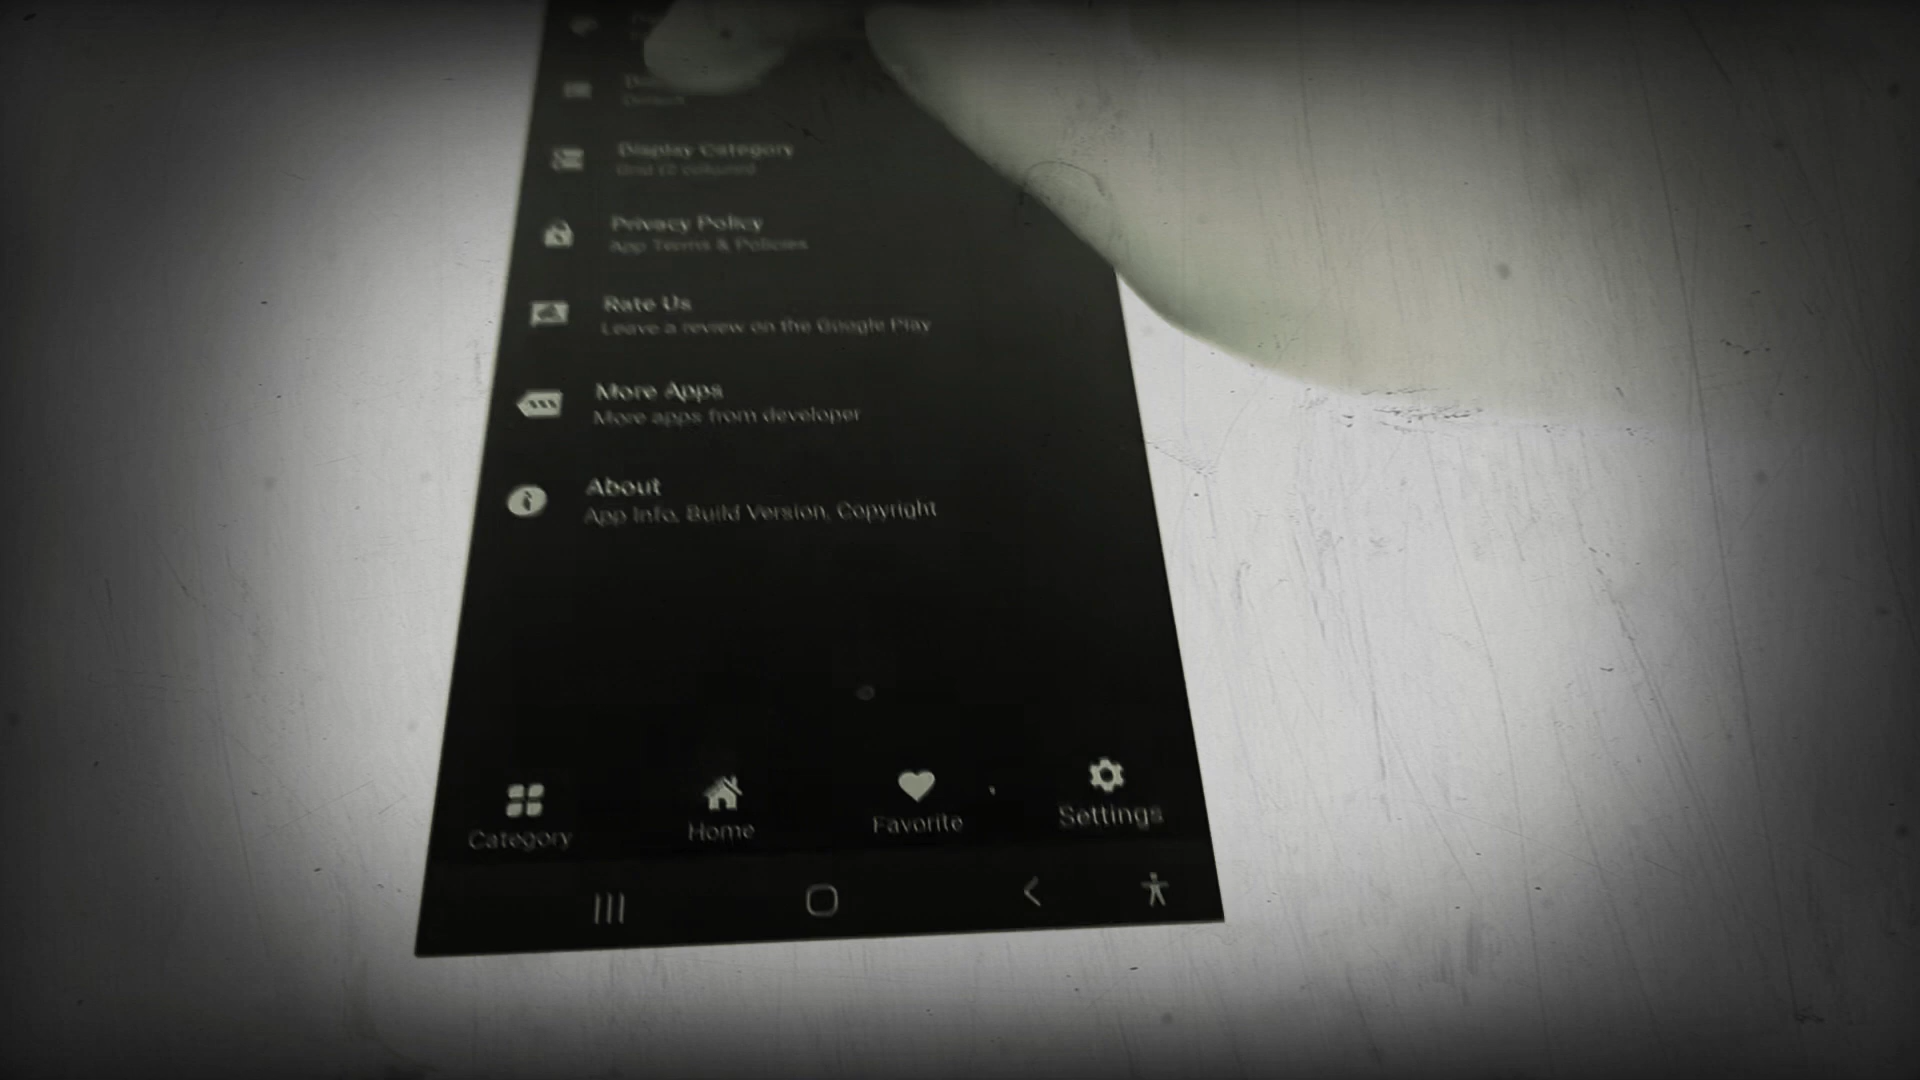 Display Category
Privacy Policy
App Terms & Policies
Rate Us
Leave a review on the Google Play
More Apps
More apps from developer
About
App Info, Build Version, Copyright
Category
Home
Favorite
Settings